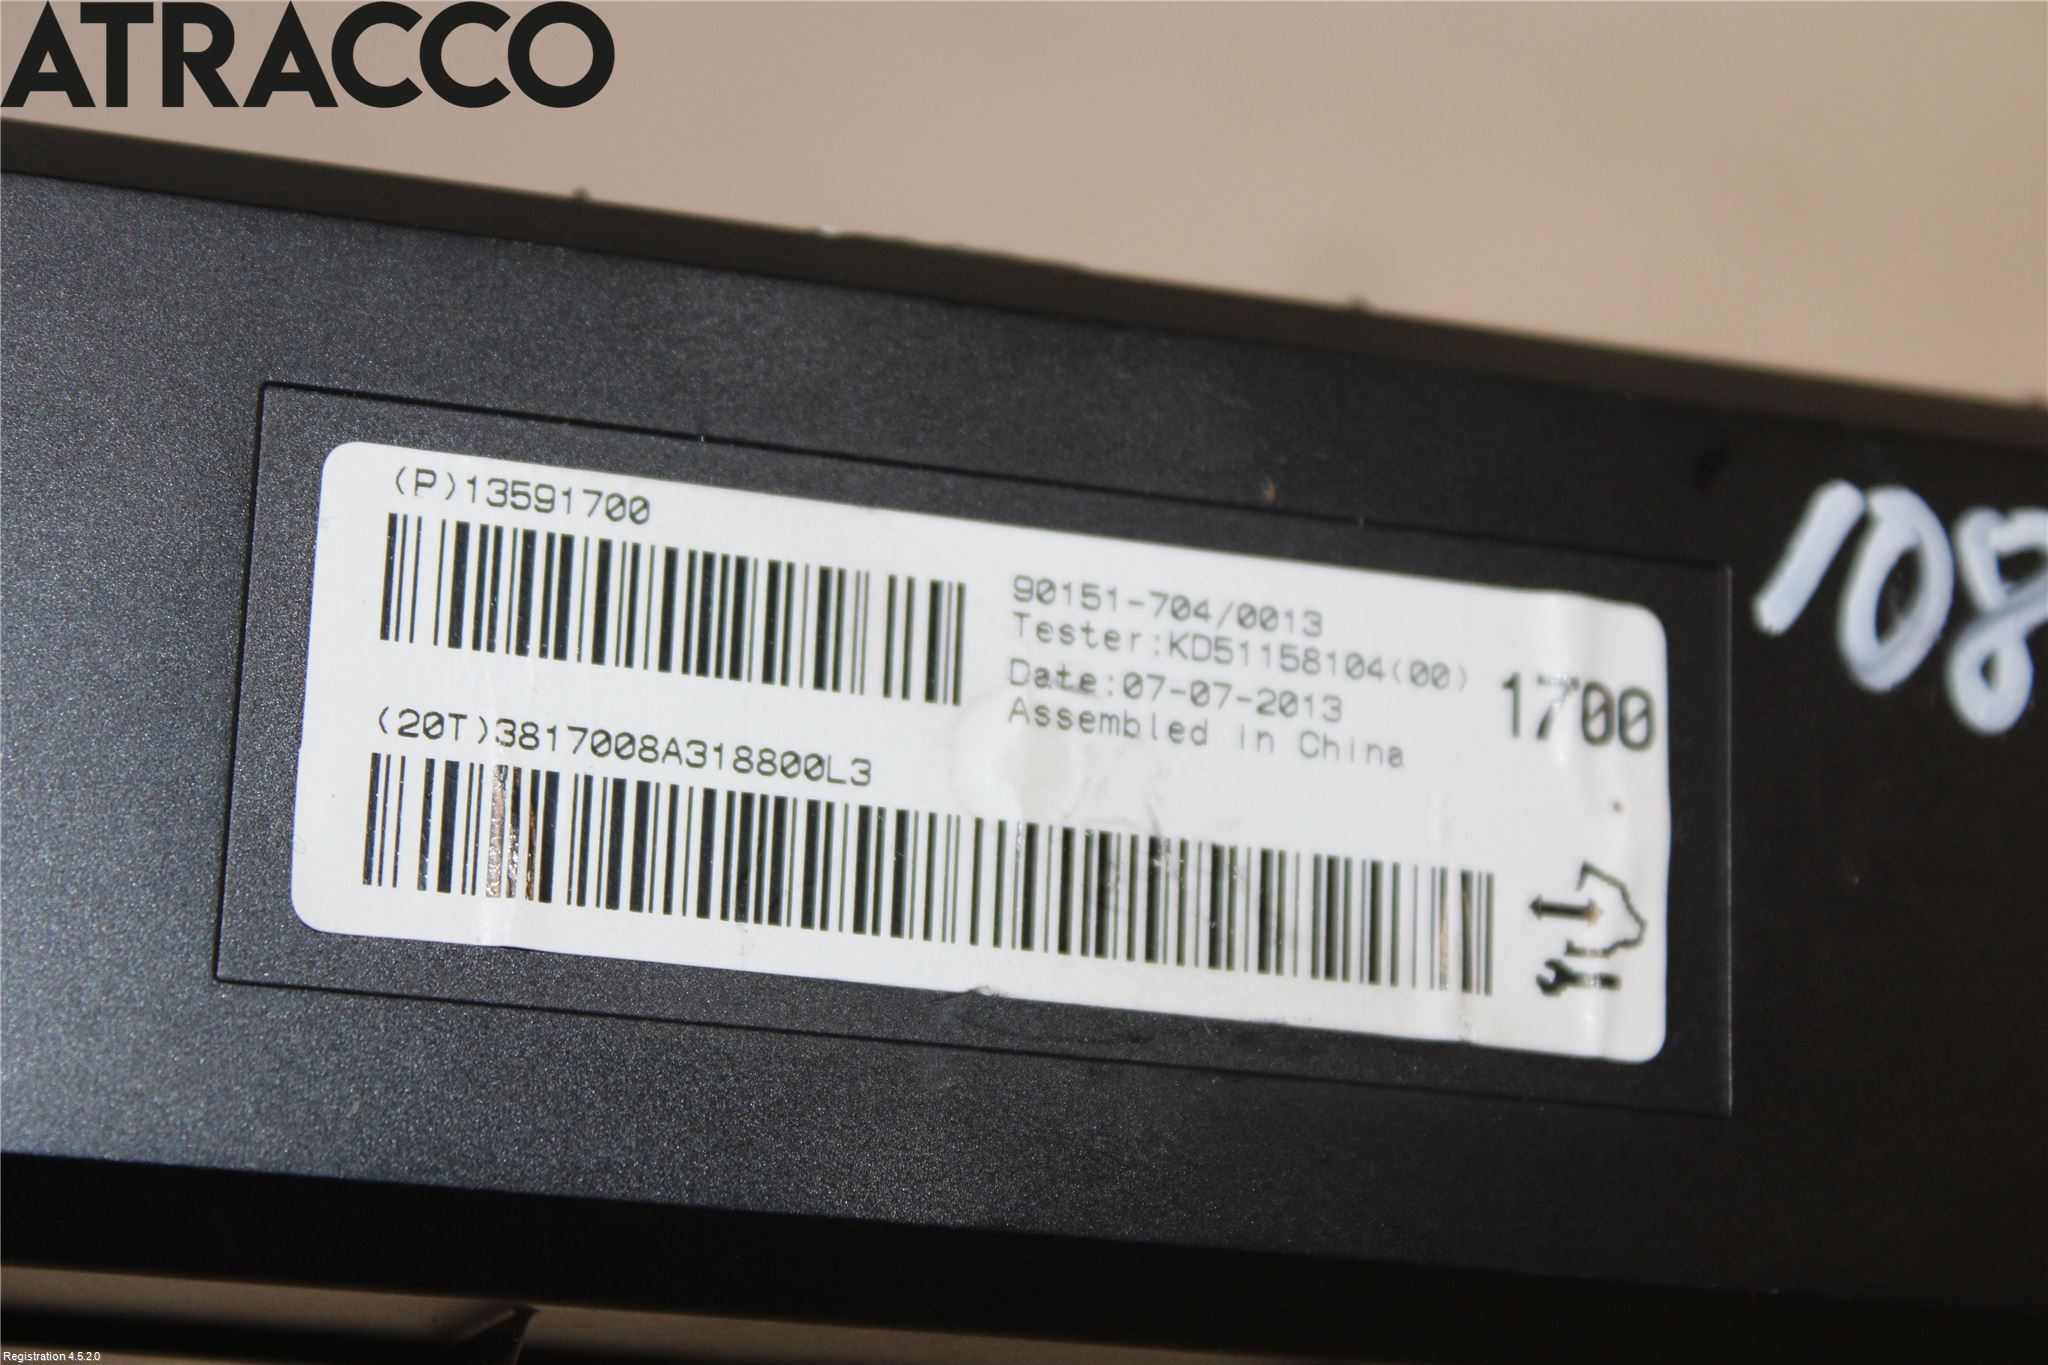 ATRACCO
(P)13591700
90151-704/0013
Tester:KD51158104(00)
Date:07-07-2013
Assembled in China
1700
(20T)3817008A318800L3
108
Registration 4.5.2.0